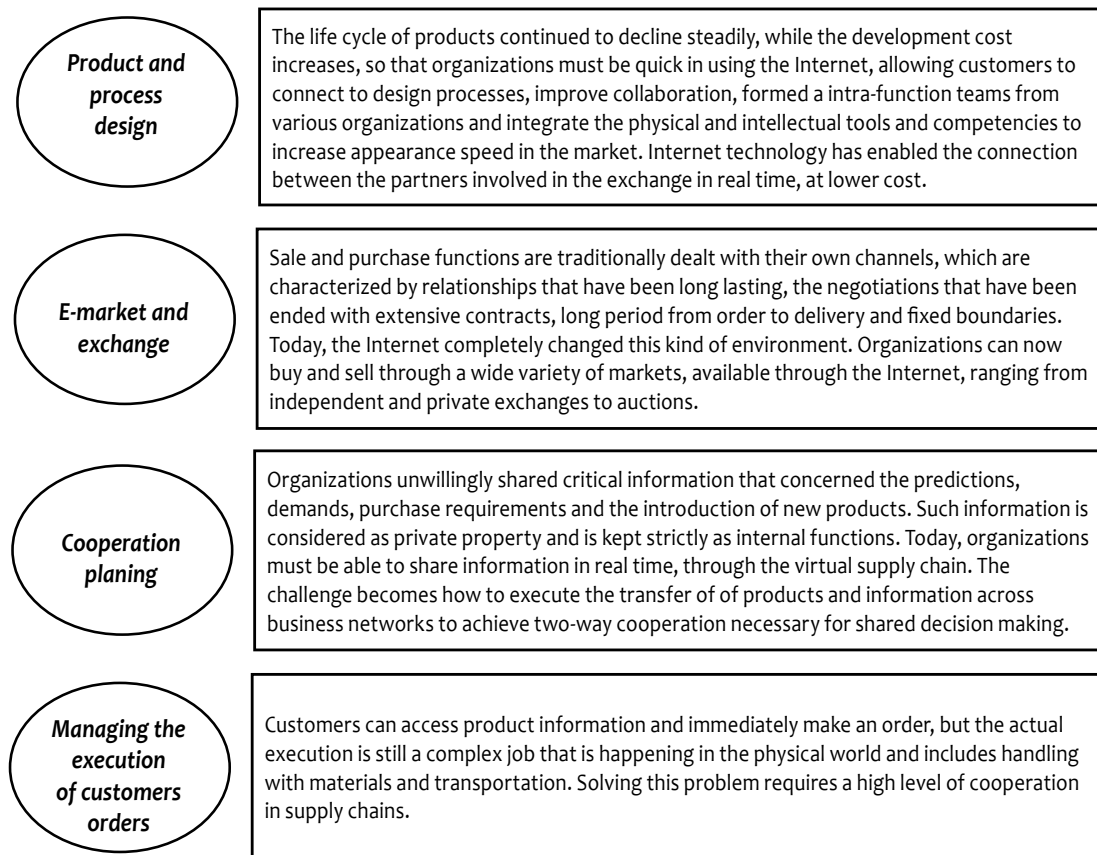 Product and
process
design
The life cycle of products continued to decline steadily, while the development cost
increases, so that organizations must be quick in using the Internet, allowing customers to
connect to design processes, improve collaboration, formed a intra-function teams from
various organizations and integrate the physical and intellectual tools and competencies to
increase appearance speed in the market. Internet technology has enabled the connection
between the partners involved in the exchange in real time, at lower cost.
E-market and
exchange
Sale and purchase functions are traditionally dealt with their own channels, which are
characterized by relationships that have been long lasting, the negotiations that have been
ended with extensive contracts, long period from order to delivery and fixed boundaries.
Today, the Internet completely changed this kind of environment. Organizations can now
buy and sell through a wide variety of markets, available through the Internet, ranging from
independent and private exchanges to auctions.
Cooperation
planing
Organizations unwillingly shared critical information that concerned the predictions,
demands, purchase requirements and the introduction of new products. Such information is
considered as private property and is kept strictly as internal functions. Today, organizations
must be able to share information in real time, through the virtual supply chain. The
challenge becomes how to execute the transfer of of products and information across
business networks to achieve two-way cooperation necessary for shared decision making.
Managing the
execution
of customers
orders
Customers can access product information and immediately make an order, but the actual
execution is still a complex job that is happening in the physical world and includes handling
with materials and transportation. Solving this problem requires a high level of cooperation
in supply chains.